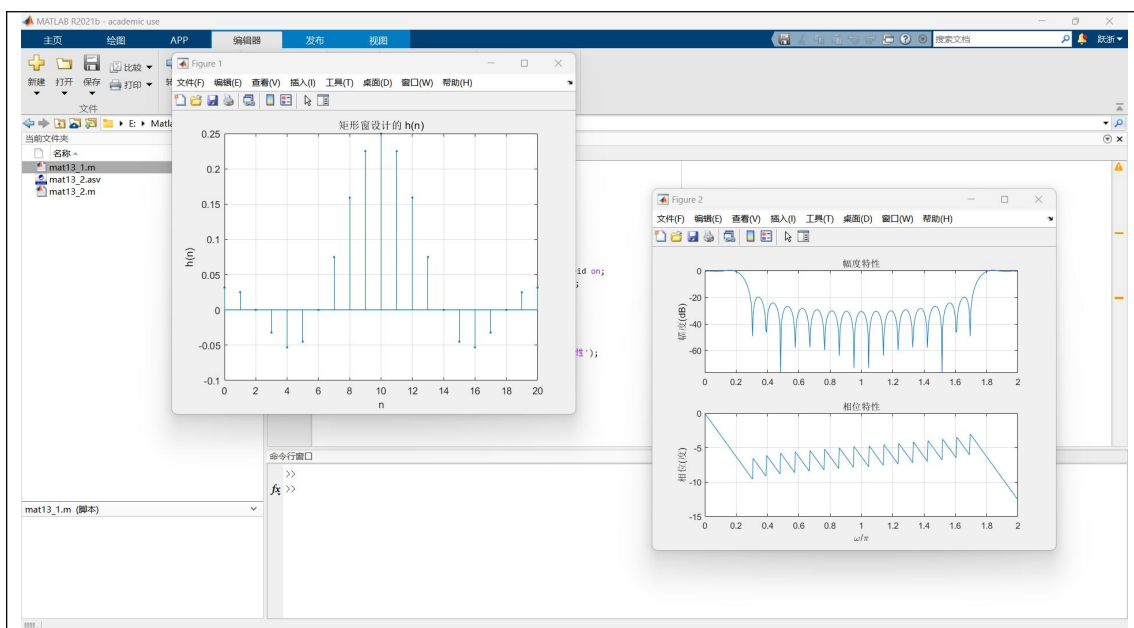 MATLAB R2021b - academic use
主页 绘图 APP 编辑器 发布 视图
搜索文档
跃浙
新建 打开 保存 比较
打印
文件
E: Matla
当前文件夹
名称
mat13_1.m
mat13_2.asv
mat13_2.m
mat13_1.m (脚本)
Figure 1
文件(F) 编辑(E) 查看(V) 插入(I) 工具(T) 桌面(D) 窗口(W) 帮助(H)
矩形窗设计的 h(n)
h(n)
0.25
0.2
0.15
0.1
0.05
0
-0.05
-0.1
0 2 4 6 8 10 12 14 16 18 20
n
id on;
;
性');
Figure 2
文件(F) 编辑(E) 查看(V) 插入(I) 工具(T) 桌面(D) 窗口(W) 帮助(H)
幅度特性
幅度(dB)
0
-20
-40
-60
0 0.2 0.4 0.6 0.8 1 1.2 1.4 1.6 1.8 2
相位特性
相位(度)
0
-5
-10
-15
0 0.2 0.4 0.6 0.8 1 1.2 1.4 1.6 1.8 2
ω/π
命令行窗口
>>
fx >>